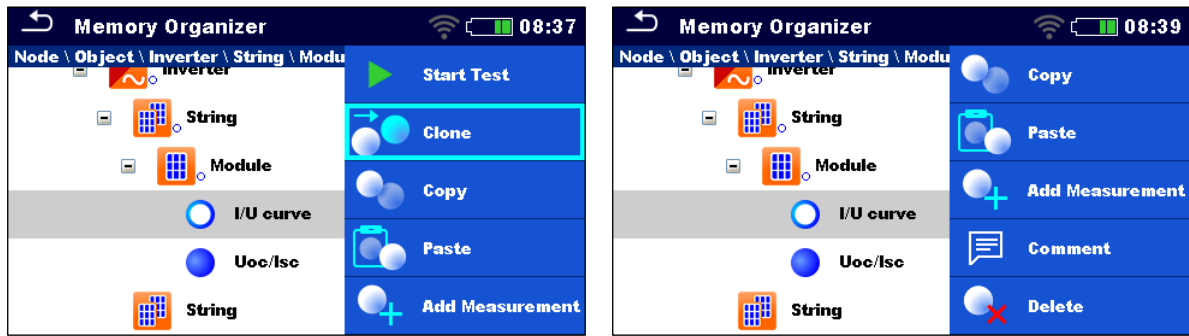 Memory Organizer 08:37
Node \ Object \ Inverter \ String \ Modu
Inverter
String
Module
I/U curve
Uoc/Isc
String
Start Test
Clone
Copy
Paste
Add Measurement
Memory Organizer 08:39
Node \ Object \ Inverter \ String \ Modu
Inverter
String
Module
I/U curve
Uoc/Isc
String
Copy
Paste
Add Measurement
Comment
Delete